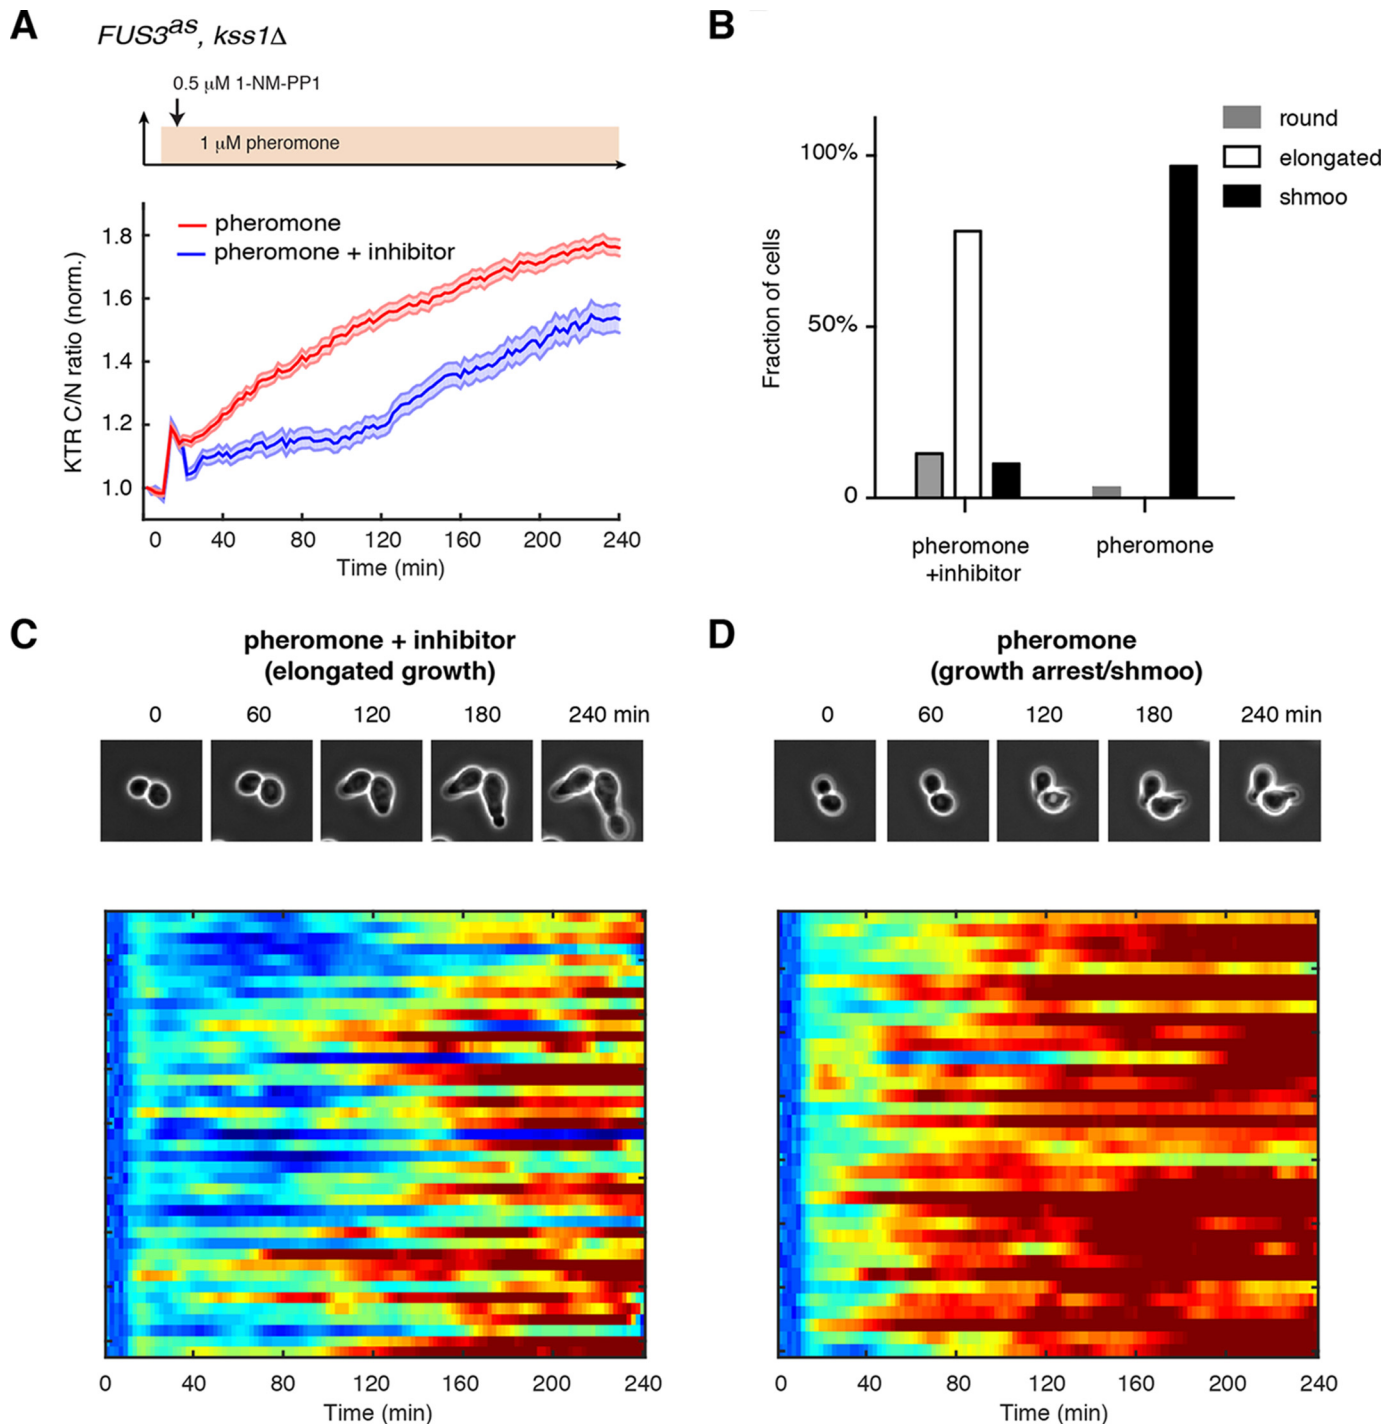 A
FUS3as, kss1Δ
0.5 μM 1-NM-PP1
1 μM pheromone
pheromone
pheromone + inhibitor
KTR C/N ratio (norm.)
1.8
1.6
1.4
1.2
1.0
0 40 80 120 160 200 240
Time (min)
B
round
elongated
shmoo
Fraction of cells
100%
50%
0
pheromone
+inhibitor
pheromone
C
pheromone + inhibitor
(elongated growth)
0 60 120 180 240 min
0 40 80 120 160 200 240
Time (min)
D
pheromone
(growth arrest/shmoo)
0 60 120 180 240 min
0 40 80 120 160 200 240
Time (min)